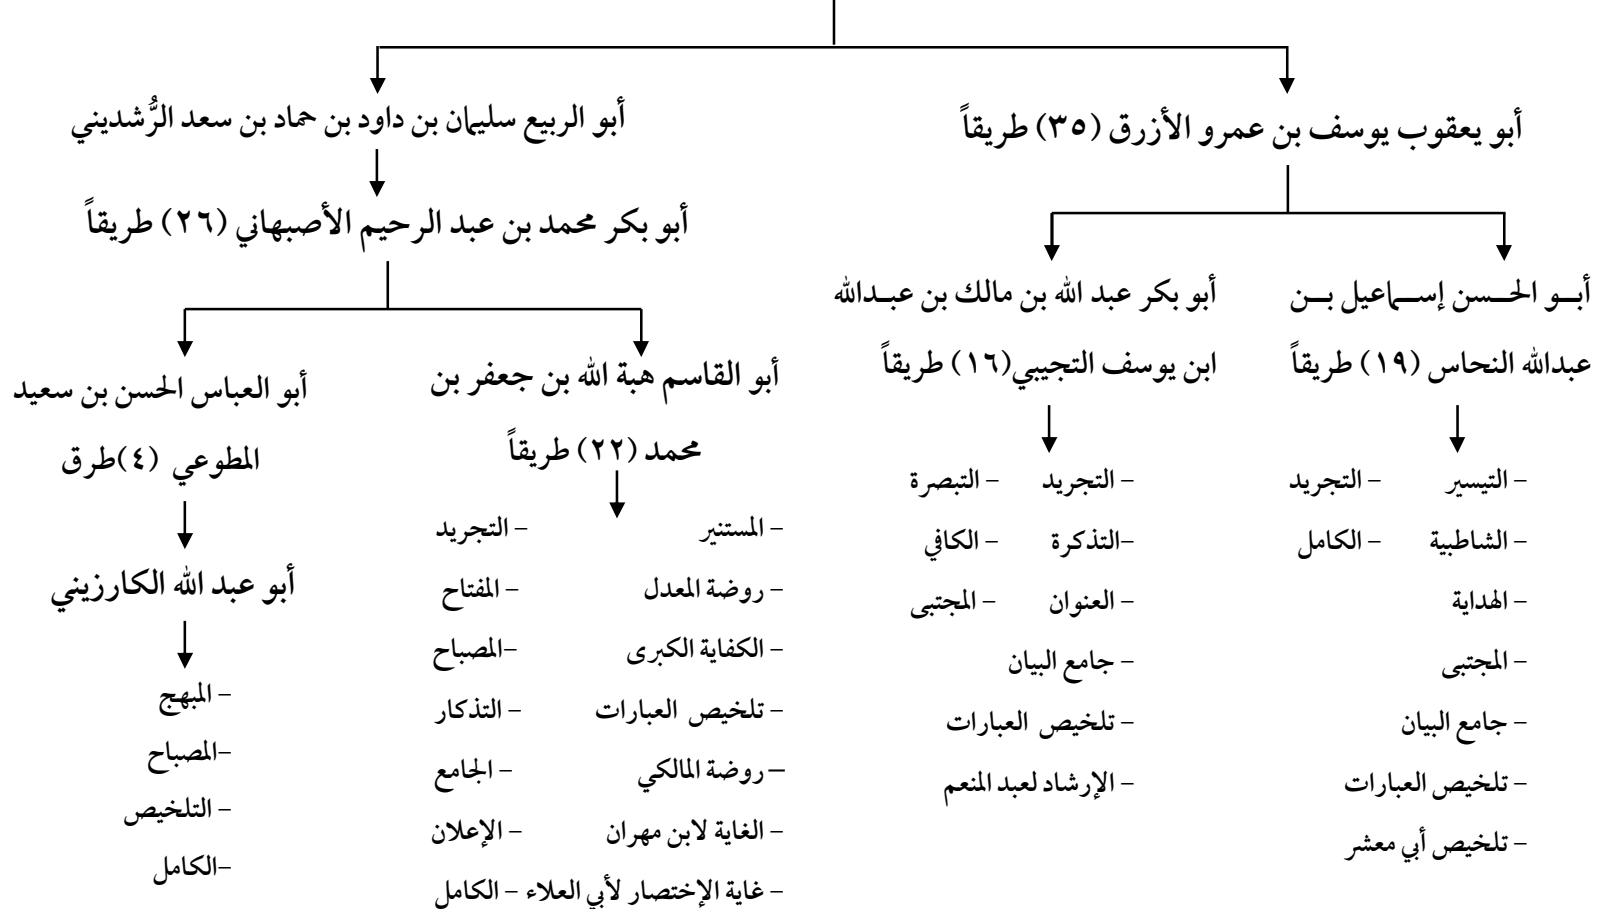 أبو يعقوب يوسف بن عمرو الأزرق (٣٥) طريقاً
أبو الربيع سليمان بن داود بن حماد بن سعد الرُّشديني
أبو بكر محمد بن عبد الرحيم الأصبهاني (٢٦) طريقاً
أبـو الحـسن إسـماعيل بـن
عبدالله النحاس (١٩) طريقاً
– التيسير – التجريد
– الشاطبية – الكامل
– الهداية
– المجتبى
– جامع البيان
– تلخيص العبارات
– تلخيص أبي معشر
أبو بكر عبد الله بن مالك بن عبـدالله
ابن يوسف التجيبي(١٦) طريقاً
– التجريد – التبصرة
–التذكرة – الكافي
– العنوان – المجتبى
– جامع البيان
– تلخيص العبارات
– الإرشاد لعبد المنعم
أبو القاسم هبة الله بن جعفر بن
محمد (٢٢) طريقاً
– المستنير – التجريد
– روضة المعدل – المفتاح
– الكفاية الكبرى –المصباح
– تلخيص العبارات – التذكار
– روضة المالكي – الجامع
– الغاية لابن مهران – الإعلان
– غاية الإختصار لأبي العلاء – الكامل
أبو العباس الحسن بن سعيد
المطوعي (٤)طرق
أبو عبد الله الكارزيني
– المبهج
–المصباح
– التلخيص
–الكامل